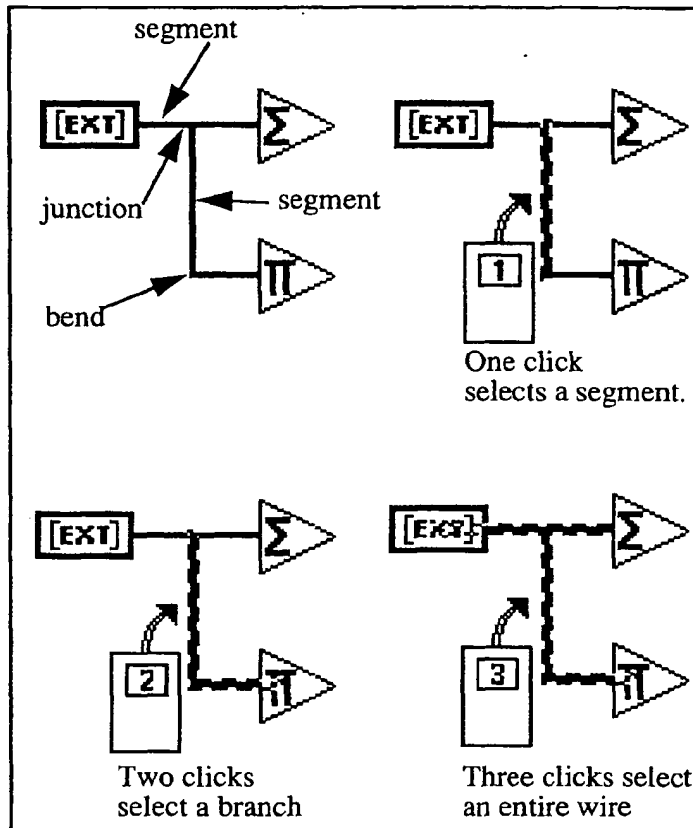 segment
[EXT] Σ
junction
segment
Π
bend
[EXT] Σ
1
Π
One click
selects a segment.
[EXT] Σ
2
Two clicks
select a branch
Σ
3
Three clicks select
an entire wire